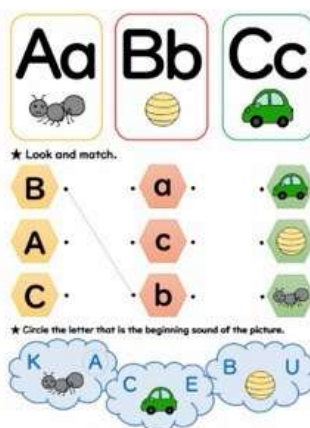 Aa Bb Cc
★ Look and match.
B a
A c
C b
★ Circle the letter that is the beginning sound of the picture.
K A C E B U